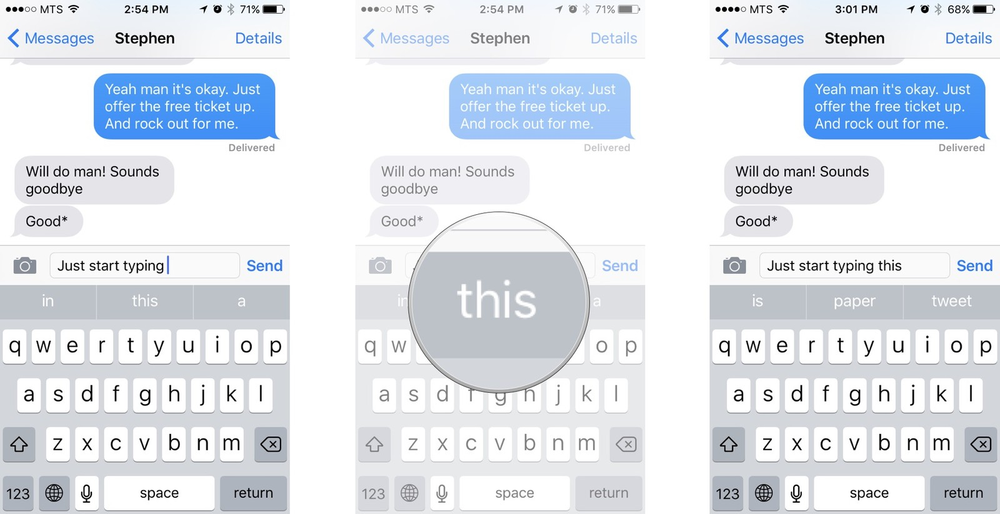 MTS 2:54 PM 71%
Messages Stephen Details
Yeah man it's okay. Just
offer the free ticket up.
And rock out for me.
Delivered
Will do man! Sounds
goodbye
Good*
Just start typing Send
in this a
q w e r t y u i o p
a s d f g h j k l
z x c v b n m
123 space return
MTS 2:54 PM 71%
Messages Stephen Details
Yeah man it's okay. Just
offer the free ticket up.
And rock out for me.
Delivered
Will do man! Sounds
goodbye
Good*
Send
in this a
q w o p
a s d f g h j k l
z x c v b n m
123 space return
MTS 3:01 PM 68%
Messages Stephen Details
Yeah man it's okay. Just
offer the free ticket up.
And rock out for me.
Delivered
Will do man! Sounds
goodbye
Good*
Just start typing this Send
is paper tweet
q w e r t y u i o p
a s d f g h j k l
z x c v b n m
123 space return